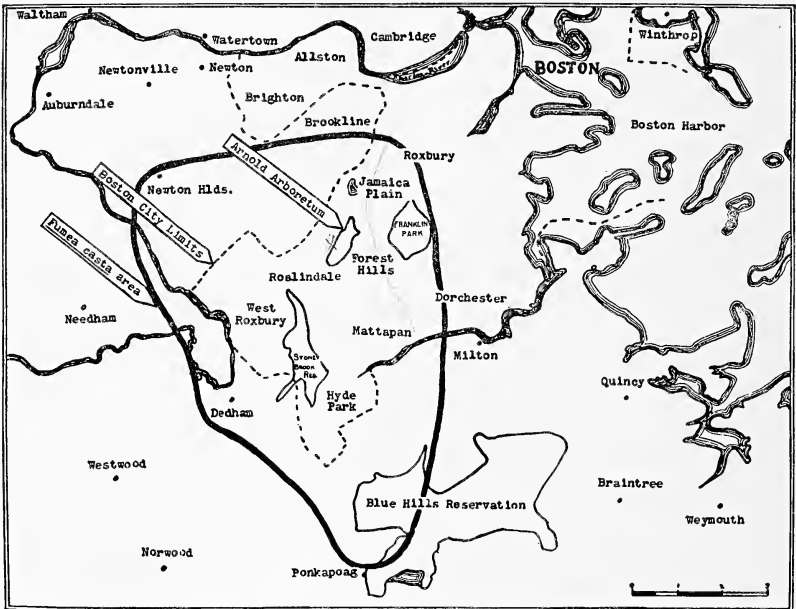 Waltham
Watertown
Cambridge
Winthrop
Newtonville
Newton
Allston
Charles River
BOSTON
Auburndale
Brighton
Brookline
Boston Harbor
Arnold Arboretum
Roxbury
Boston City Limits
Newton Hlds.
Jamaica
Plain
FRANKLIN
PARK
Fumea casta area
Forest
Hills
Roslindale
Needham
West
Roxbury
Dorchester
Mattapan
Milton
STONEY
BROOK
RES.
Quincy
Hyde
Park
Dedham
Westwood
Blue Hills Reservation
Braintree
Weymouth
Norwood
Ponkapoag